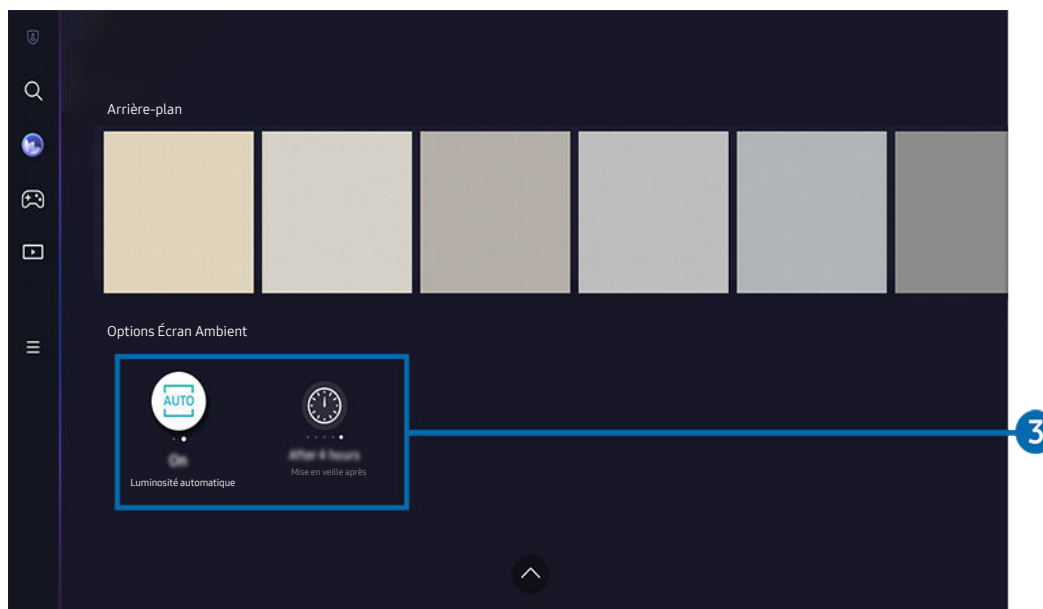 Arrière-plan
Options Écran Ambient
AUTO
On
After 4 hours
Luminosité automatique
Mise en veille après
3